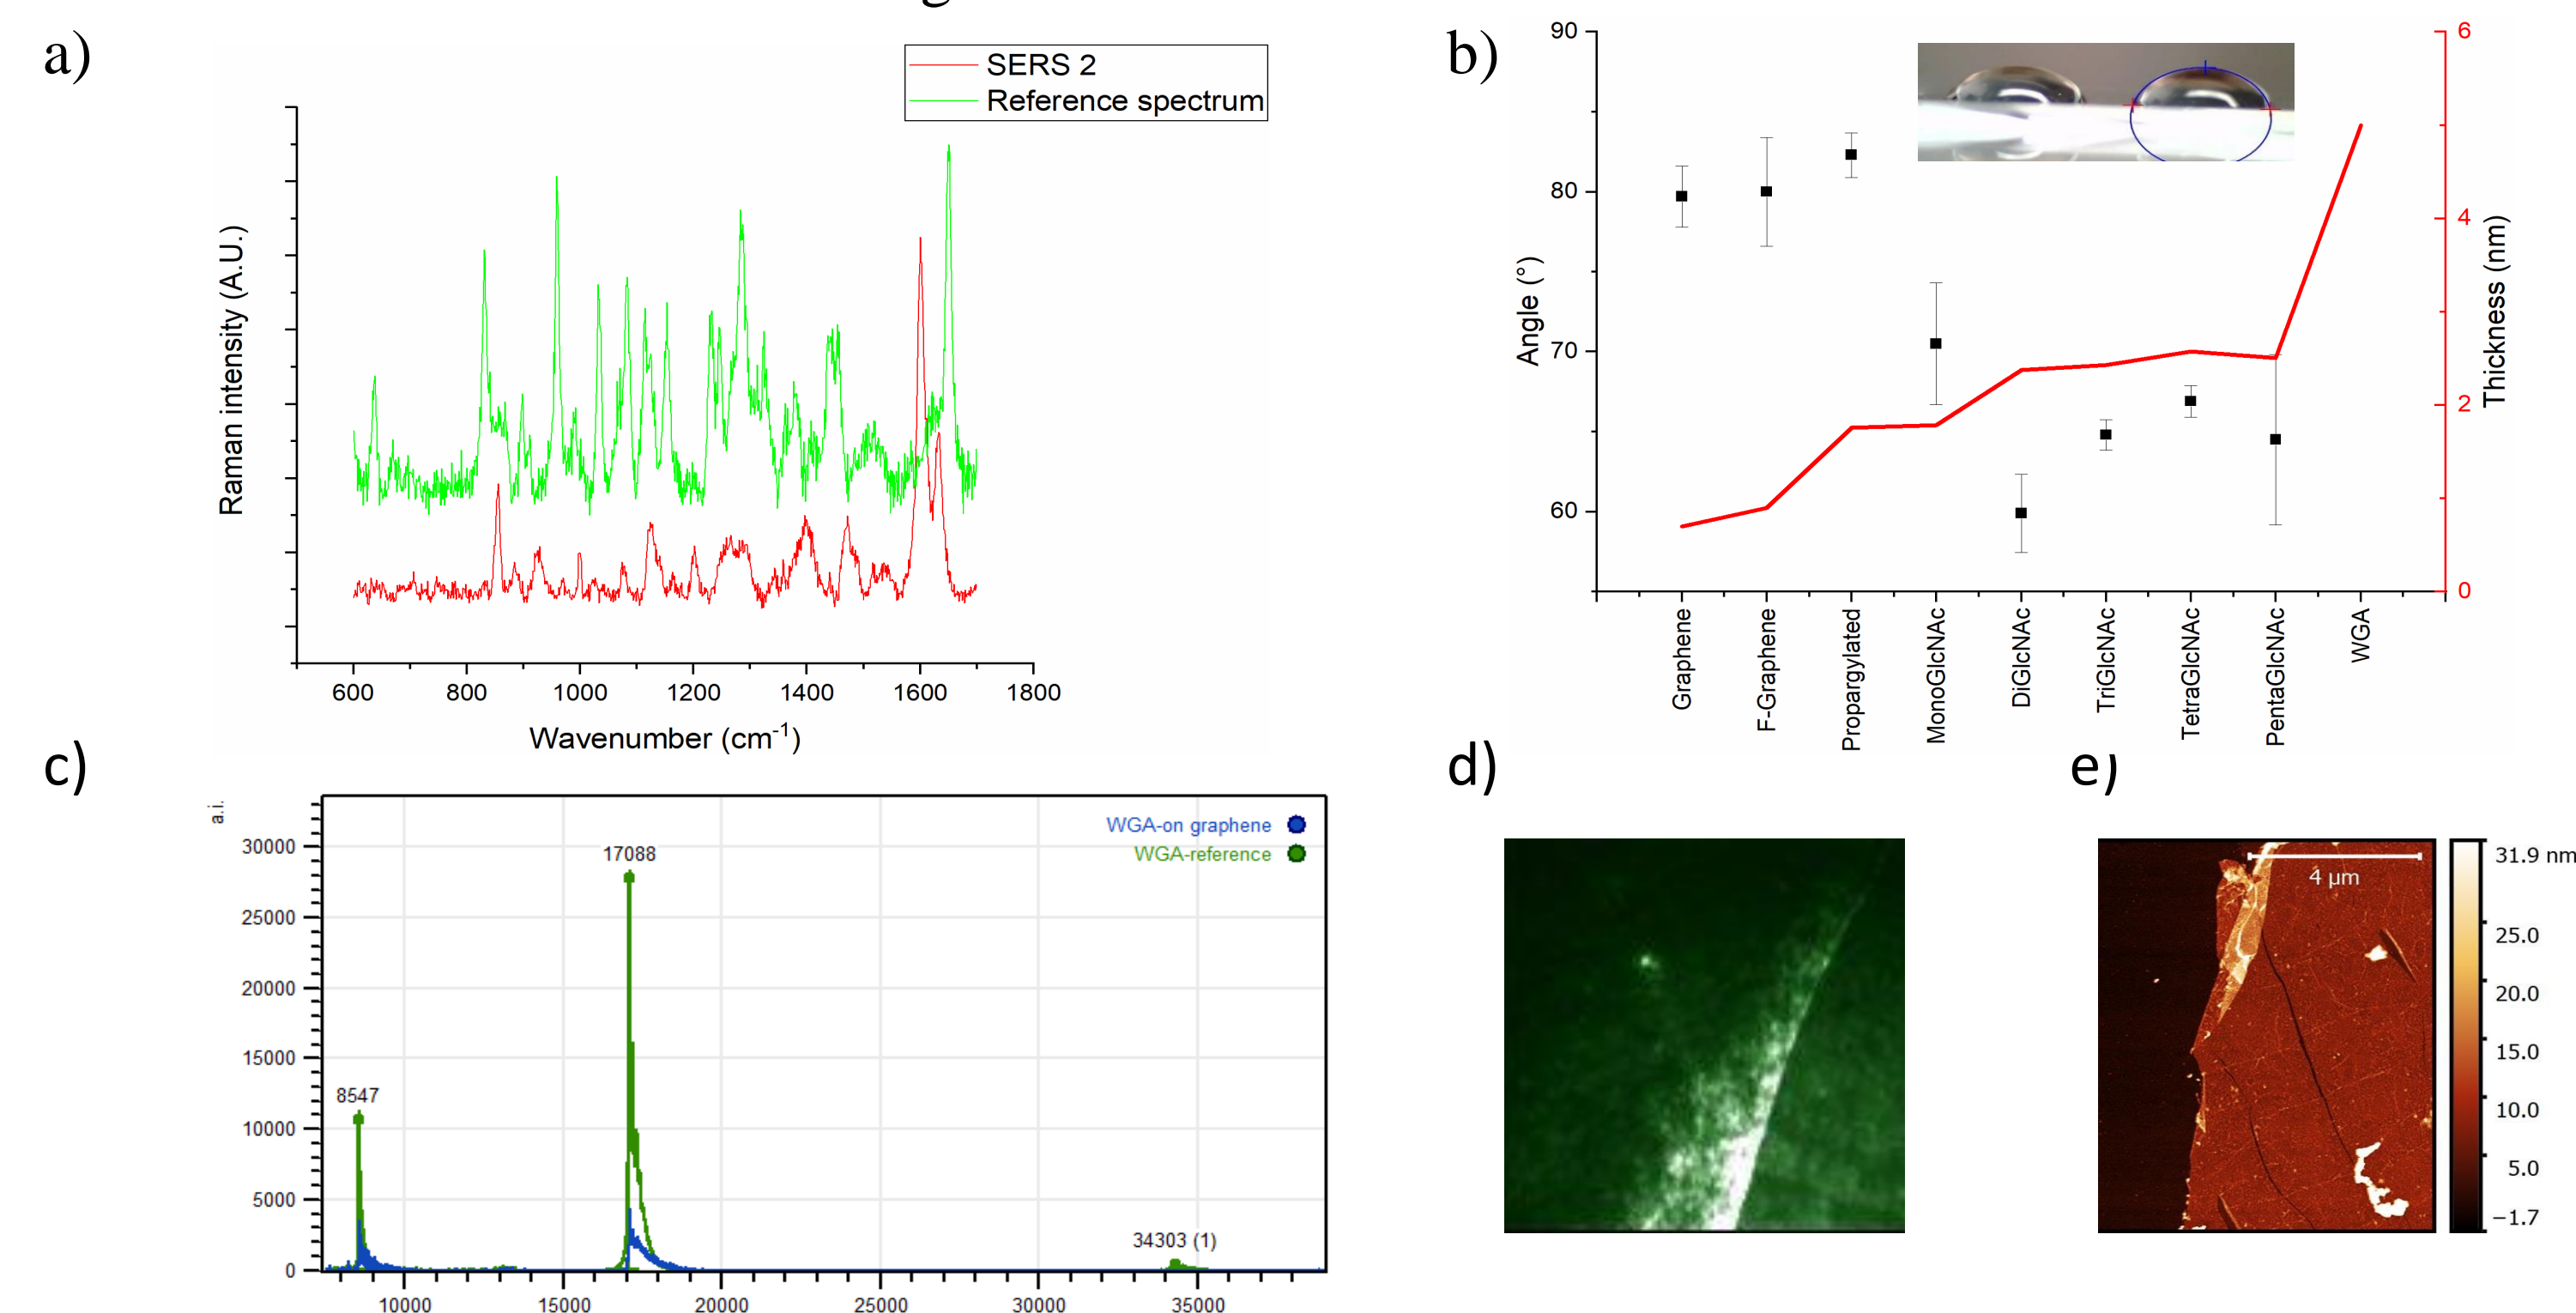 g
a)
SERS 2
Reference spectrum
Raman intensity (A.U.)
600 800 1000 1200 1400 1600 1800
Wavenumber (cm-1)
b)
90
80
70
60
Angle (°)
6
4
2
0
Thickness (nm)
Graphene
F-Graphene
Propargylated
MonoGlcNAc
DiGlcNAc
TriGlcNAc
TetraGlcNAc
PentaGlcNAc
WGA
c)
a.i.
WGA-on graphene
WGA-reference
30000
25000
20000
15000
10000
5000
0
17088
8547
34303 (1)
10000 15000 20000 25000 30000 35000
d)
e)
4 µm
31.9 nm
25.0
20.0
15.0
10.0
5.0
−1.7